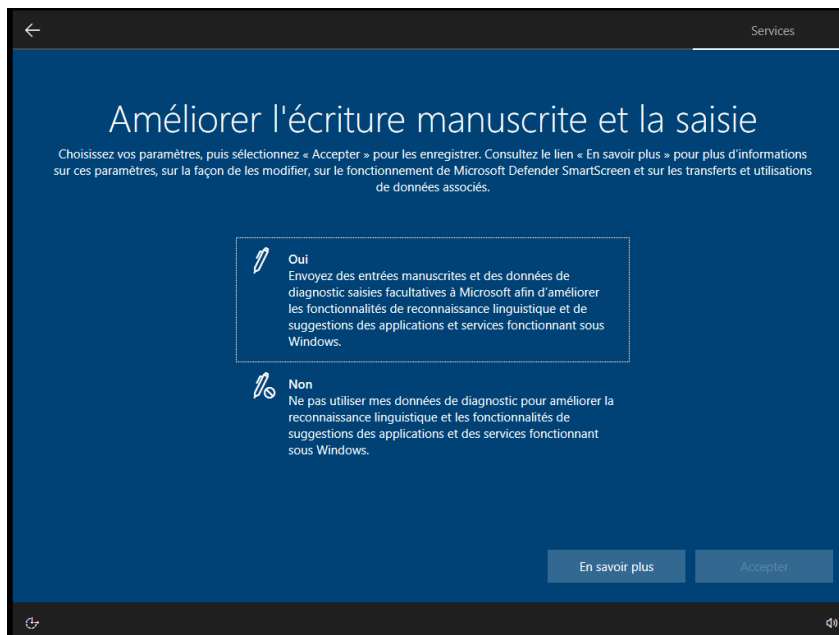 Services
Améliorer l'écriture manuscrite et la saisie
Choisissez vos paramètres, puis sélectionnez « Accepter » pour les enregistrer. Consultez le lien « En savoir plus » pour plus d'informations
sur ces paramètres, sur la façon de les modifier, sur le fonctionnement de Microsoft Defender SmartScreen et sur les transferts et utilisations
de données associés.
Oui
Envoyez des entrées manuscrites et des données de
diagnostic saisies facultatives à Microsoft afin d'améliorer
les fonctionnalités de reconnaissance linguistique et de
suggestions des applications et services fonctionnant sous
Windows.
Non
Ne pas utiliser mes données de diagnostic pour améliorer la
reconnaissance linguistique et les fonctionnalités de
suggestions des applications et des services fonctionnant
sous Windows.
En savoir plus
Accepter